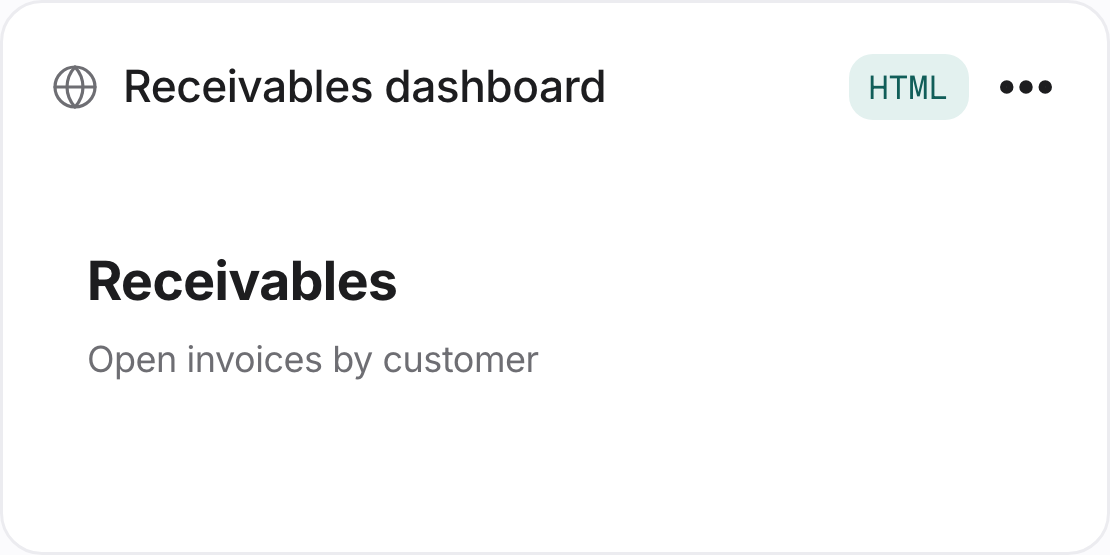 Receivables dashboard
HTML
Receivables
Open invoices by customer